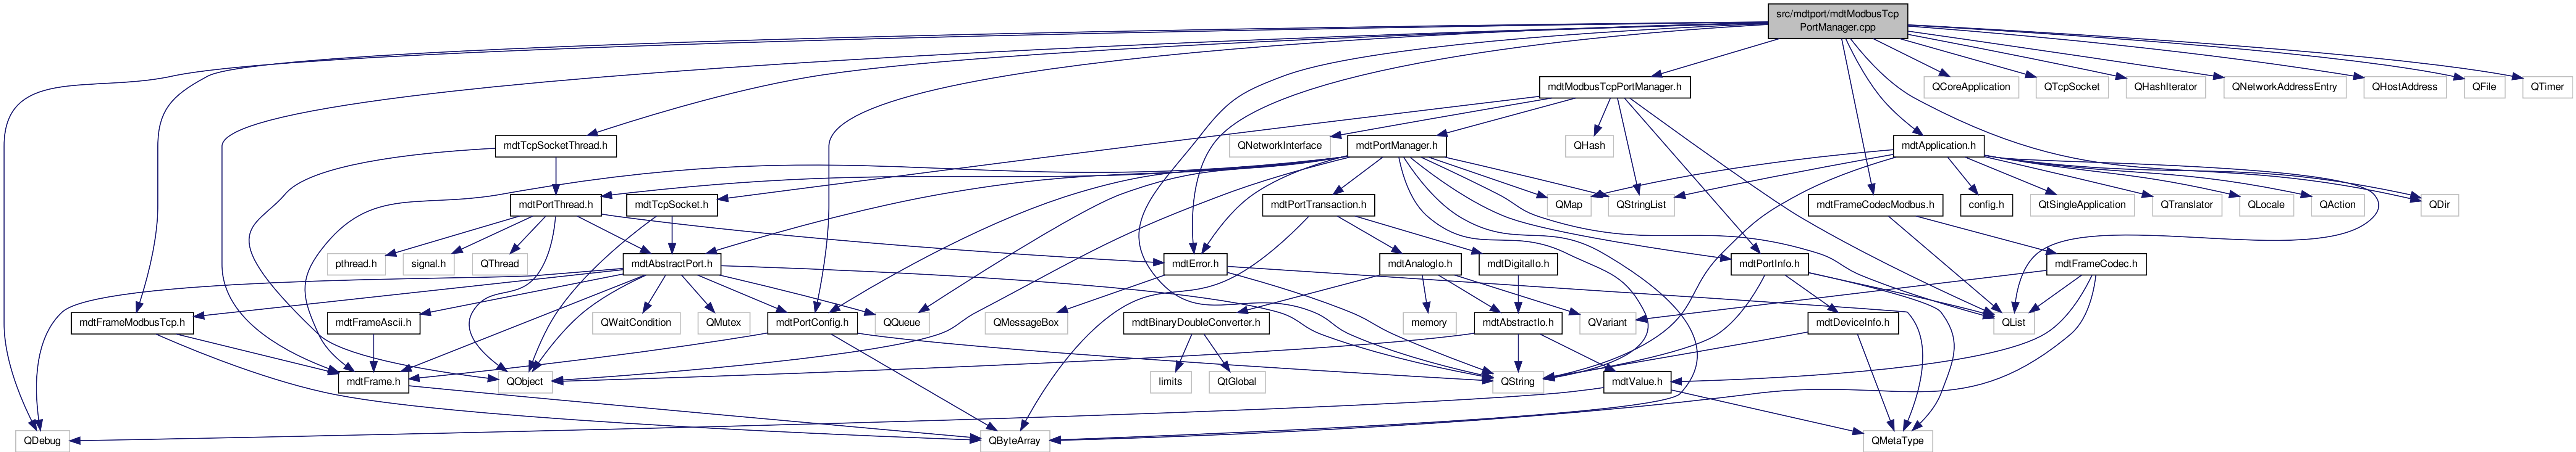 src/mdtport/mdtModbusTcp
PortManager.cpp
mdtModbusTcpPortManager.h
QCoreApplication
QTcpSocket
QHashIterator
QNetworkAddressEntry
QHostAddress
QFile
QTimer
mdtTcpSocketThread.h
QNetworkInterface
mdtPortManager.h
QHash
mdtApplication.h
mdtPortThread.h
mdtTcpSocket.h
mdtPortTransaction.h
QMap
QStringList
mdtFrameCodecModbus.h
config.h
QtSingleApplication
QTranslator
QLocale
QAction
QDir
pthread.h
signal.h
QThread
mdtAbstractPort.h
mdtError.h
mdtAnalogIo.h
mdtDigitalIo.h
mdtPortInfo.h
mdtFrameCodec.h
mdtFrameModbusTcp.h
mdtFrameAscii.h
QWaitCondition
QMutex
mdtPortConfig.h
QQueue
QMessageBox
mdtBinaryDoubleConverter.h
memory
mdtAbstractIo.h
QVariant
mdtDeviceInfo.h
QList
mdtFrame.h
QObject
limits
QtGlobal
QString
mdtValue.h
QDebug
QByteArray
QMetaType